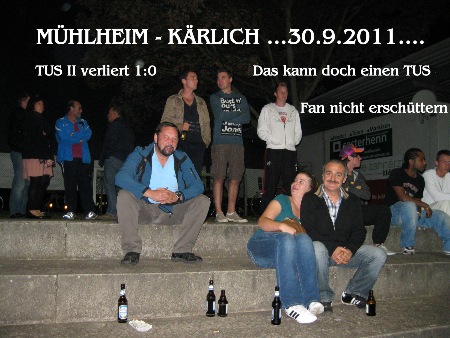 MÜHLHEIM - KÄRLICH ...30.9.2011....
TUS II verliert 1:0
Das kann doch einen TUS
Fan nicht erschüttern